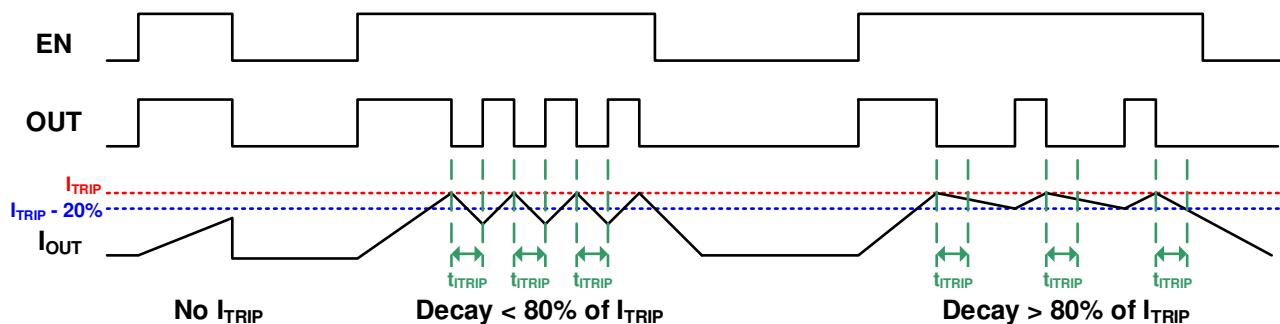 EN
OUT
ITRIP
ITRIP - 20%
IOUT
tITRIP tITRIP tITRIP tITRIP tITRIP tITRIP
No ITRIP Decay < 80% of ITRIP Decay > 80% of ITRIP